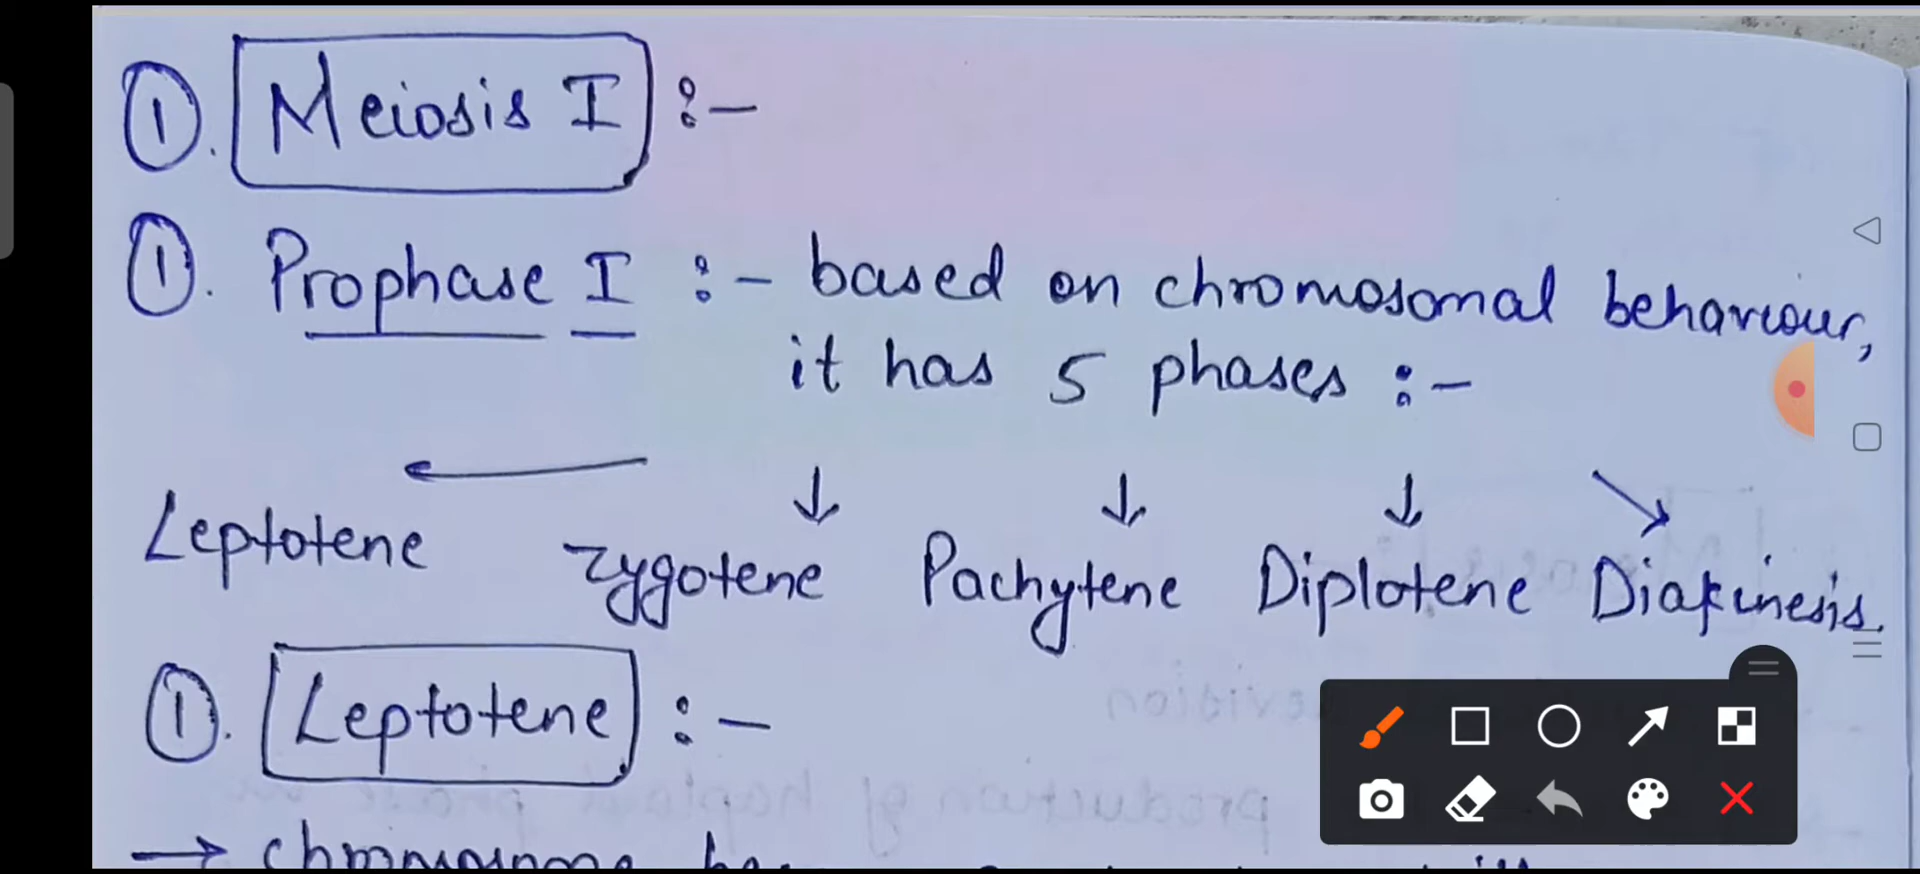 ①. Meiosis I :-
①. Prophase I :- based on chromosomal behaviour,
it has 5 phases :-
Leptotene Zygotene Pachytene Diplotene Diakinesis.
①. Leptotene :-
→ chromosome